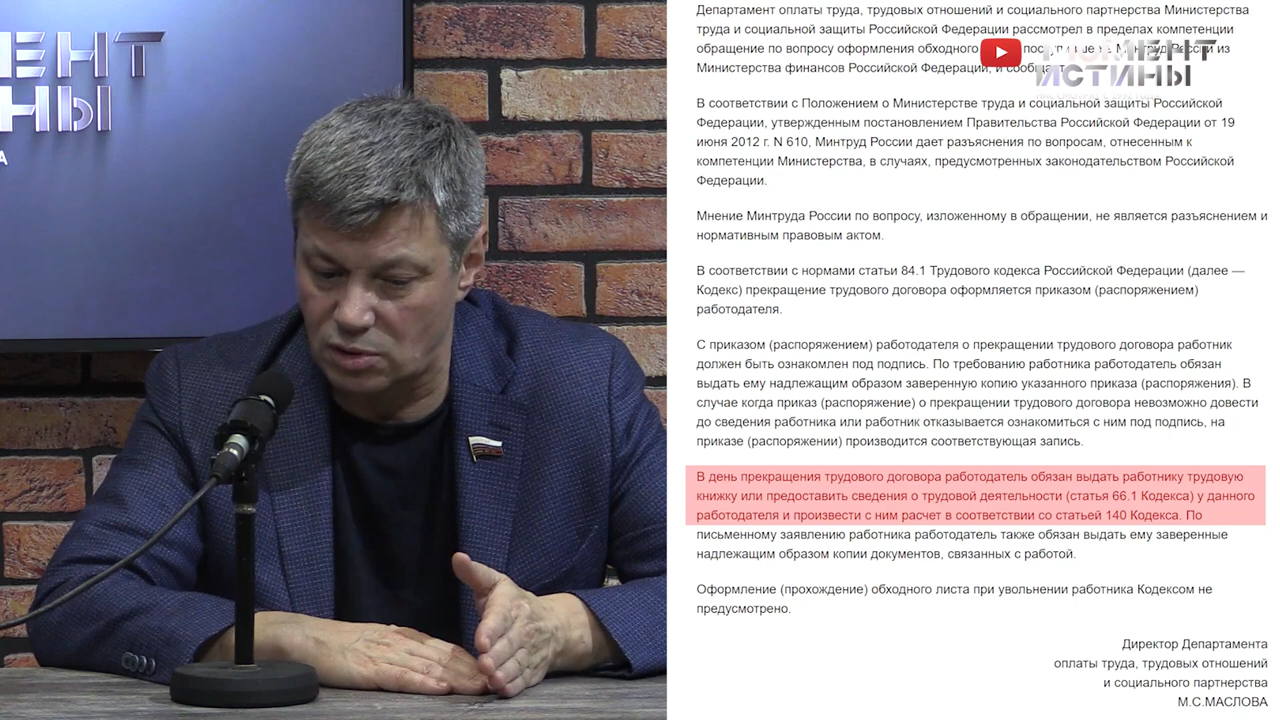 ЕНТ
НЫ
А
Департамент оплаты труда, трудовых отношений и социального партнерства Министерства
труда и социальной защиты Российской Федерации рассмотрел в пределах компетенции
обращение по вопросу оформления обходного Минтруд России из
Министерства финансов Российской Федерации, и сообщает
МОМЕНТ
ИСТИНЫ
В соответствии с Положением о Министерстве труда и социальной защиты Российской
Федерации, утвержденным постановлением Правительства Российской Федерации от 19
июня 2012 г. N 610, Минтруд России дает разъяснения по вопросам, отнесенным к
компетенции Министерства, в случаях, предусмотренных законодательством Российской
Федерации.
Мнение Минтруда России по вопросу, изложенному в обращении, не является разъяснением и
нормативным правовым актом.
В соответствии с нормами статьи 84.1 Трудового кодекса Российской Федерации (далее —
Кодекс) прекращение трудового договора оформляется приказом (распоряжением)
работодателя.
С приказом (распоряжением) работодателя о прекращении трудового договора работник
должен быть ознакомлен под подпись. По требованию работника работодатель обязан
выдать ему надлежащим образом заверенную копию указанного приказа (распоряжения). В
случае когда приказ (распоряжение) о прекращении трудового договора невозможно довести
до сведения работника или работник отказывается ознакомиться с ним под подпись, на
приказе (распоряжении) производится соответствующая запись.
В день прекращения трудового договора работодатель обязан выдать работнику трудовую
книжку или предоставить сведения о трудовой деятельности (статья 66.1 Кодекса) у данного
работодателя и произвести с ним расчет в соответствии со статьей 140 Кодекса. По
письменному заявлению работника работодатель также обязан выдать ему заверенные
надлежащим образом копии документов, связанных с работой.
Оформление (прохождение) обходного листа при увольнении работника Кодексом не
предусмотрено.
Директор Департамента
оплаты труда, трудовых отношений
и социального партнерства
М.С.МАСЛОВА